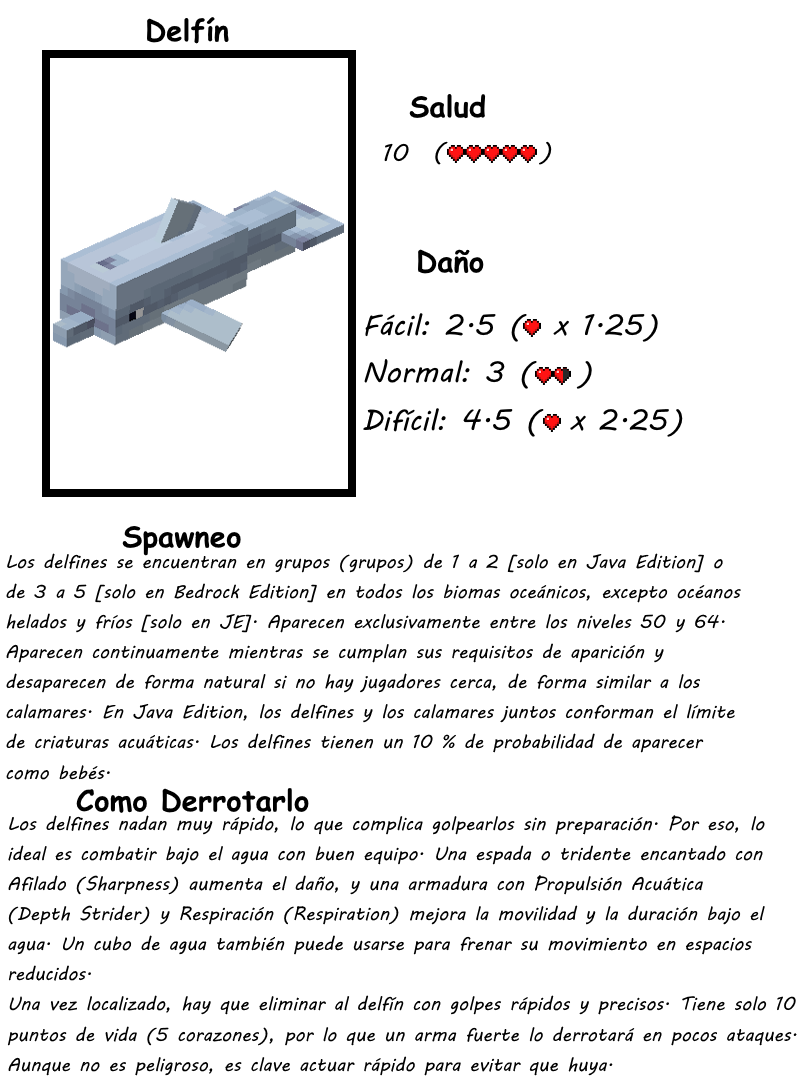 Delfín
Salud
10 (❤❤❤❤❤)
Daño
Fácil: 2.5 (❤ x 1.25)
Normal: 3 (❤❤)
Difícil: 4.5 (❤ x 2.25)
Spawneo
Los delfines se encuentran en grupos (grupos) de 1 a 2 [solo en Java Edition] o
de 3 a 5 [solo en Bedrock Edition] en todos los biomas oceánicos, excepto océanos
helados y fríos [solo en JE]. Aparecen exclusivamente entre los niveles 50 y 64.
Aparecen continuamente mientras se cumplan sus requisitos de aparición y
desaparecen de forma natural si no hay jugadores cerca, de forma similar a los
calamares. En Java Edition, los delfines y los calamares juntos conforman el límite
de criaturas acuáticas. Los delfines tienen un 10 % de probabilidad de aparecer
como bebés.
Como Derrotarlo
Los delfines nadan muy rápido, lo que complica golpearlos sin preparación. Por eso, lo
ideal es combatir bajo el agua con buen equipo. Una espada o tridente encantado con
Afilado (Sharpness) aumenta el daño, y una armadura con Propulsión Acuática
(Depth Strider) y Respiración (Respiration) mejora la movilidad y la duración bajo el
agua. Un cubo de agua también puede usarse para frenar su movimiento en espacios
reducidos.
Una vez localizado, hay que eliminar al delfín con golpes rápidos y precisos. Tiene solo 10
puntos de vida (5 corazones), por lo que un arma fuerte lo derrotará en pocos ataques.
Aunque no es peligroso, es clave actuar rápido para evitar que huya.